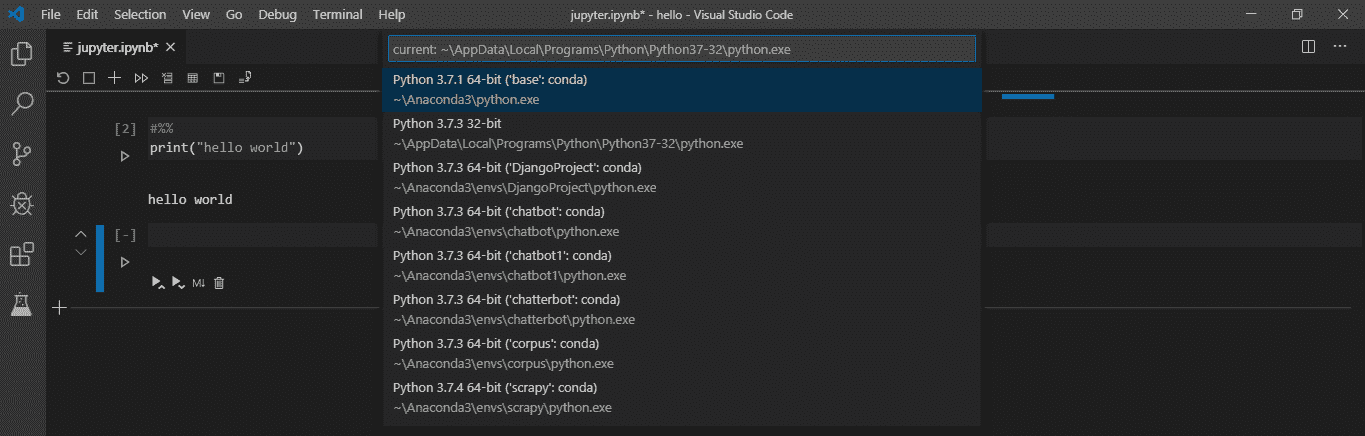 File Edit Selection View Go Debug Terminal Help jupyter.ipynb* - hello - Visual Studio Code
jupyter.ipynb*
current: ~\AppData\Local\Programs\Python\Python37-32\python.exe
Python 3.7.1 64-bit ('base': conda)
~\Anaconda3\python.exe
Python 3.7.3 32-bit
~\AppData\Local\Programs\Python\Python37-32\python.exe
Python 3.7.3 64-bit ('DjangoProject': conda)
~\Anaconda3\envs\DjangoProject\python.exe
Python 3.7.3 64-bit ('chatbot': conda)
~\Anaconda3\envs\chatbot\python.exe
Python 3.7.3 64-bit ('chatbot1': conda)
~\Anaconda3\envs\chatbot1\python.exe
Python 3.7.3 64-bit ('chatterbot': conda)
~\Anaconda3\envs\chatterbot\python.exe
Python 3.7.3 64-bit ('corpus': conda)
~\Anaconda3\envs\corpus\python.exe
Python 3.7.4 64-bit ('scrapy': conda)
~\Anaconda3\envs\scrapy\python.exe
[2] #%%
print("hello world")
hello world
[-]
M↓